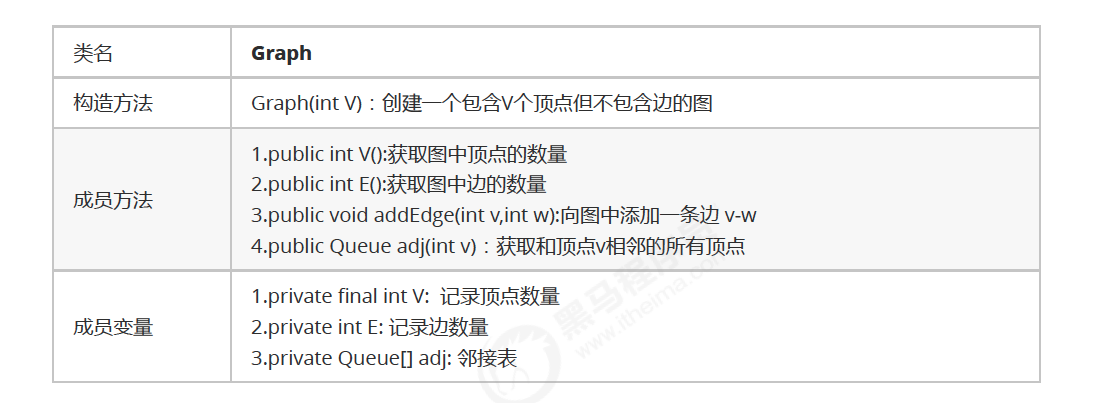 类名
Graph
构造方法
Graph(int V)：创建一个包含V个顶点但不包含边的图
成员方法
1.public int V():获取图中顶点的数量
2.public int E():获取图中边的数量
3.public void addEdge(int v,int w):向图中添加一条边 v-w
4.public Queue adj(int v)：获取和顶点v相邻的所有顶点
成员变量
1.private final int V: 记录顶点数量
2.private int E: 记录边数量
3.private Queue[] adj: 邻接表
黑马程序员
www.itheima.com